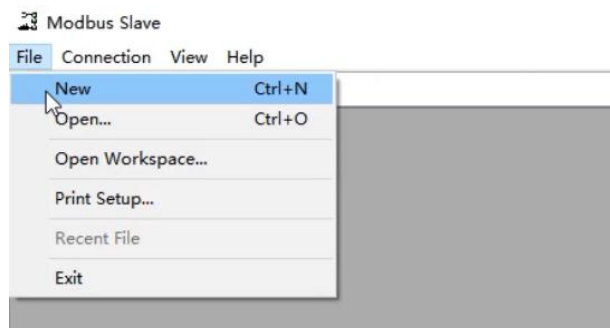 Modbus Slave
File Connection View Help
New Ctrl+N
Open... Ctrl+O
Open Workspace...
Print Setup...
Recent File
Exit